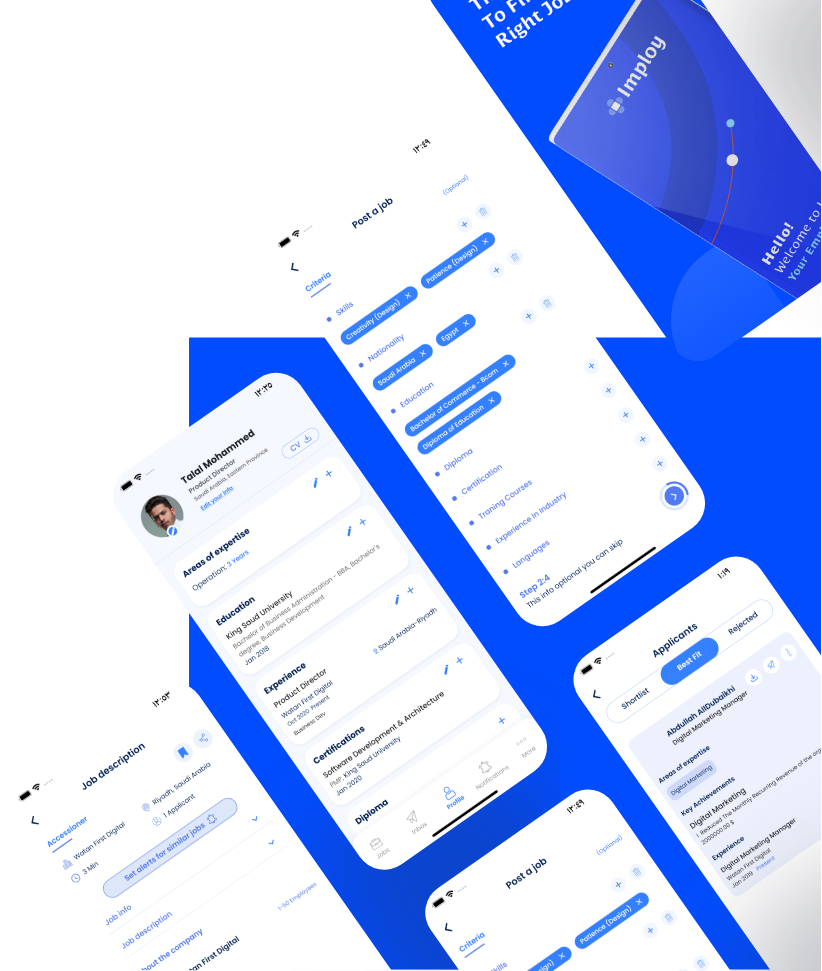 To Fi
Right Jo
Imploy
Hello!
Welcome to I
Your Emp
١٢:٤٩
Post a job
(Optional)
Criteria
Skills
Creativity (Design)
Patience (Design)
Nationality
Saudi Arabia
Egypt
Education
Bachelor of Commerce - Bcom
Diploma of Education
Diploma
Certification
Traning Courses
Experience In Industry
Languages
Step 2:4
This info optional you can skip
١٢:٣٥
Talal Mohammed
Product Director
Saudi Arabia, Eastern Province
Edit your info
CV
Areas of expertise
Operation: 3 Years
Education
King Saud University
Bachelor of Business Administration - BBA, Bachelor's
degree, Business Development
Jan 2018
Experience
Product Director
Watan First Digital
Oct 2020 Present
Business Dev
Saudi Arabia-Riyadh
Certifications
Software Development & Architecture
PMP, King Saud University
Jan 2020
Diploma
Jobs
Inbox
Profile
Notifications
More
١٢:٥٣
Job description
Accessioner
Watan First Digital
3 Min
Riyadh, Saudi Arabia
1 Applicant
Set alerts for similar jobs
Job info
Job description
bout the company
tan First Digital
1-50 Employees
١:١٩
Applicants
Shortlist
Best Fit
Rejected
Abdullah AllDubaikhi
Digital Marketing Manager
Areas of expertise
Digital Marketing
Key Achievements
Digital Marketing
I Reduced The Monthly Recurring Revenue of the org
2000000.00 $
Experience
Digital Marketing Manager
Watan First Digital
Jan 2019 Present
١٢:٤٩
Post a job
(Optional)
Criteria
kills
ign)
Patience (Design)